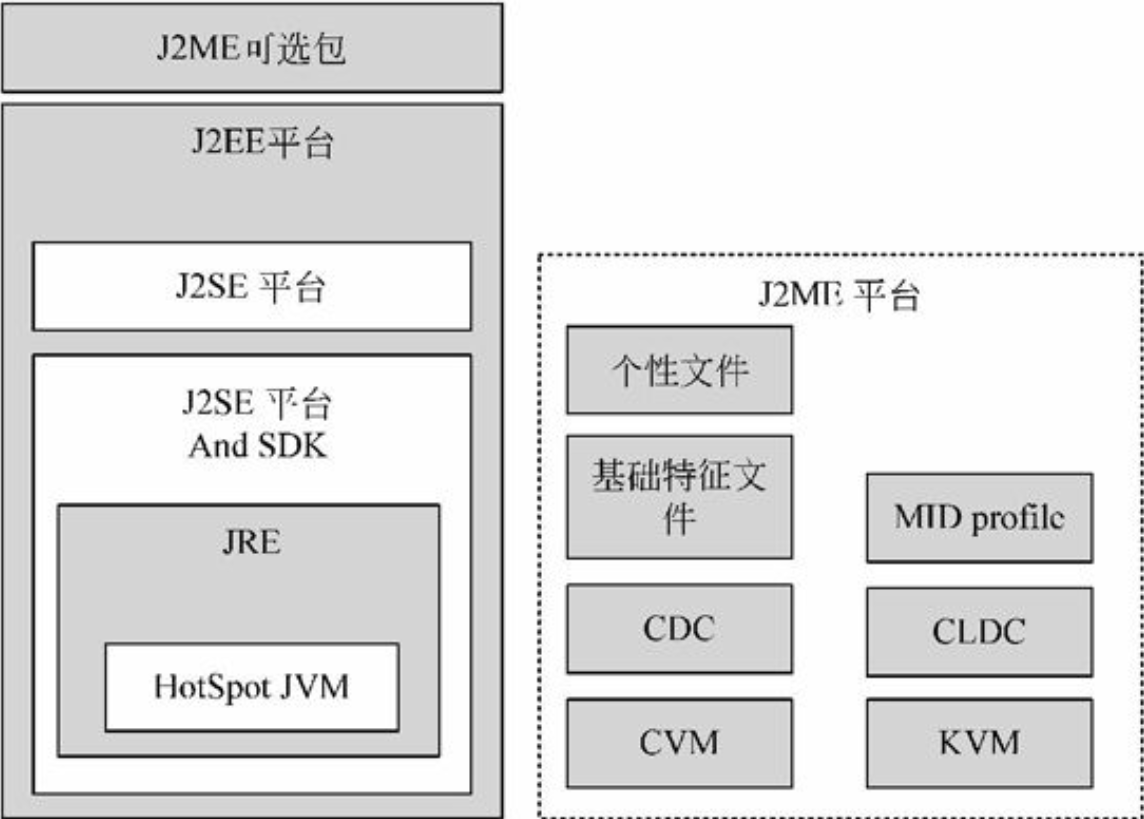 J2ME可选包
J2EE平台
J2SE 平台
J2SE 平台
And SDK
JRE
HotSpot JVM
J2ME 平台
个性文件
基础特征文
件
CDC
CVM
MID profile
CLDC
KVM